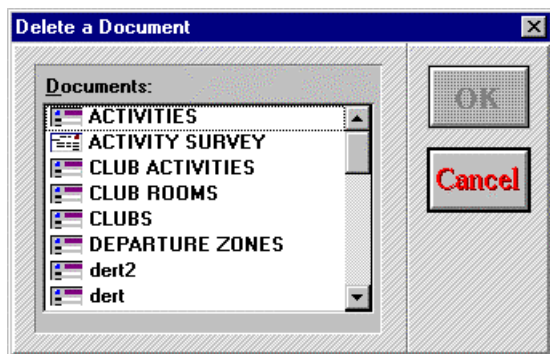 Delete a Document
Documents:
ACTIVITIES
ACTIVITY SURVEY
CLUB ACTIVITIES
CLUB ROOMS
CLUBS
DEPARTURE ZONES
dert2
dert
OK
Cancel